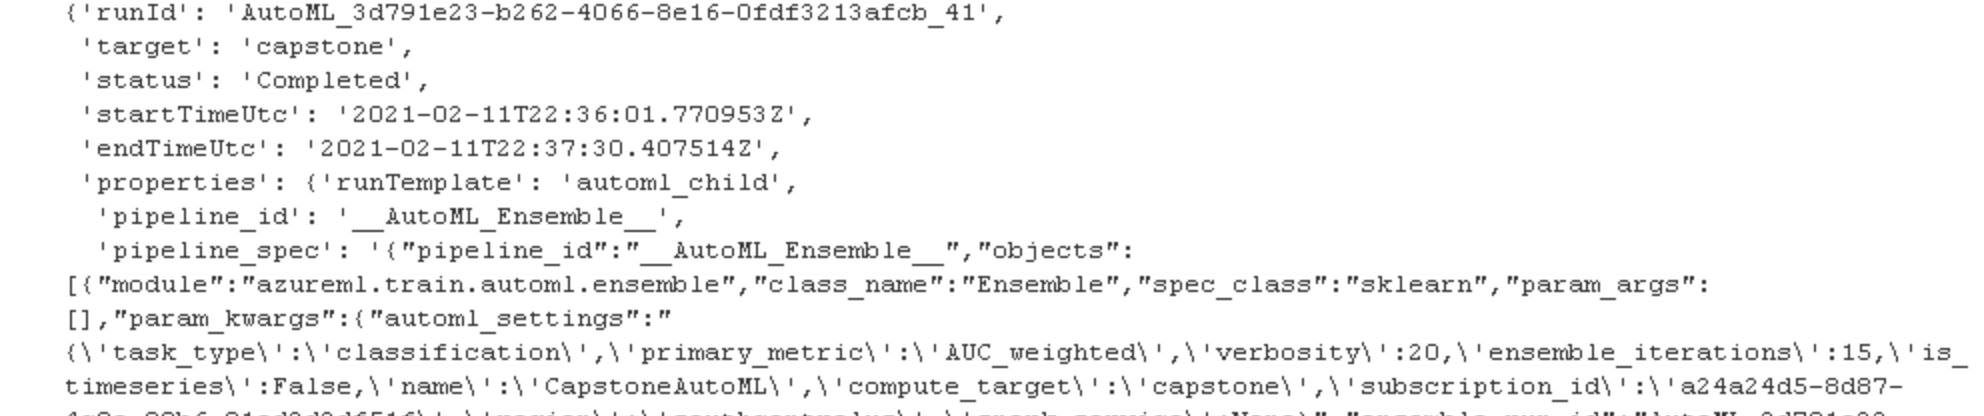 {'runId': 'AutoML_3d791e23-b262-4066-8e16-0fdf3213afcb_41',
'target': 'capstone',
'status': 'Completed',
'startTimeUtc': '2021-02-11T22:36:01.770953Z',
'endTimeUtc': '2021-02-11T22:37:30.407514Z',
'properties': {'runTemplate': 'automl_child',
'pipeline_id': '__AutoML_Ensemble__',
'pipeline_spec': '{"pipeline_id":"__AutoML_Ensemble__","objects":
[{"module":"azureml.train.automl.ensemble","class_name":"Ensemble","spec_class":"sklearn","param_args":
[],"param_kwargs":{"automl_settings":"
{\'task_type\':\'classification\',\'primary_metric\':\'AUC_weighted\',\'verbosity\':20,\'ensemble_iterations\':15,\'is_
timeseries\':False,\'name\':\'CapstoneAutoML\',\'compute_target\':\'capstone\',\'subscription_id\':\'a24a24d5-8d87-